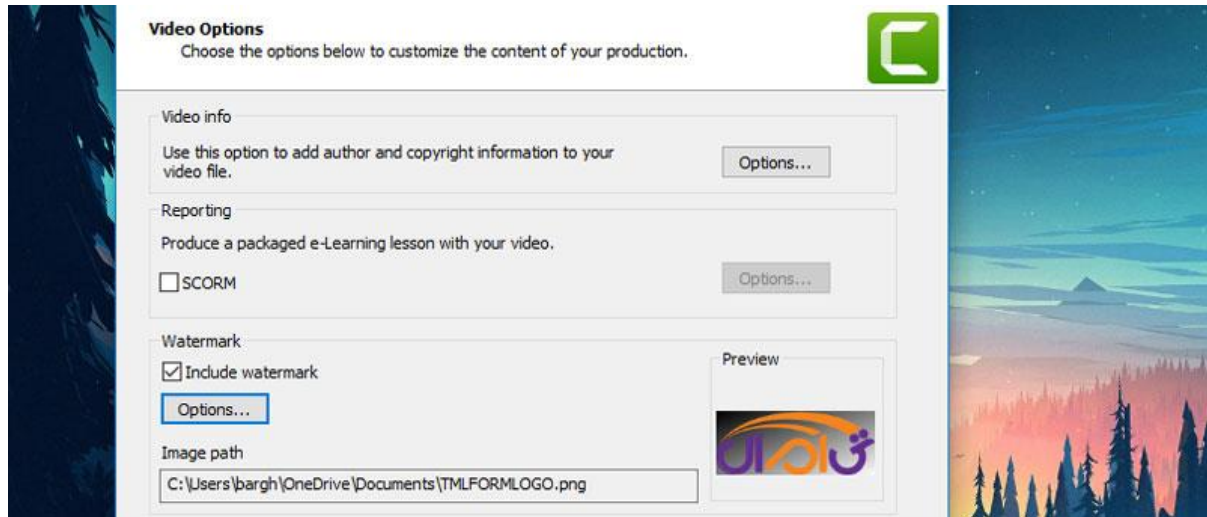 Video Options
Choose the options below to customize the content of your production.
Video info
Use this option to add author and copyright information to your
video file.
Options...
Reporting
Produce a packaged e-Learning lesson with your video.
SCORM
Options...
Watermark
Include watermark
Preview
Options...
Image path
C:\Users\bargh\OneDrive\Documents\TMLFORMLOGO.png